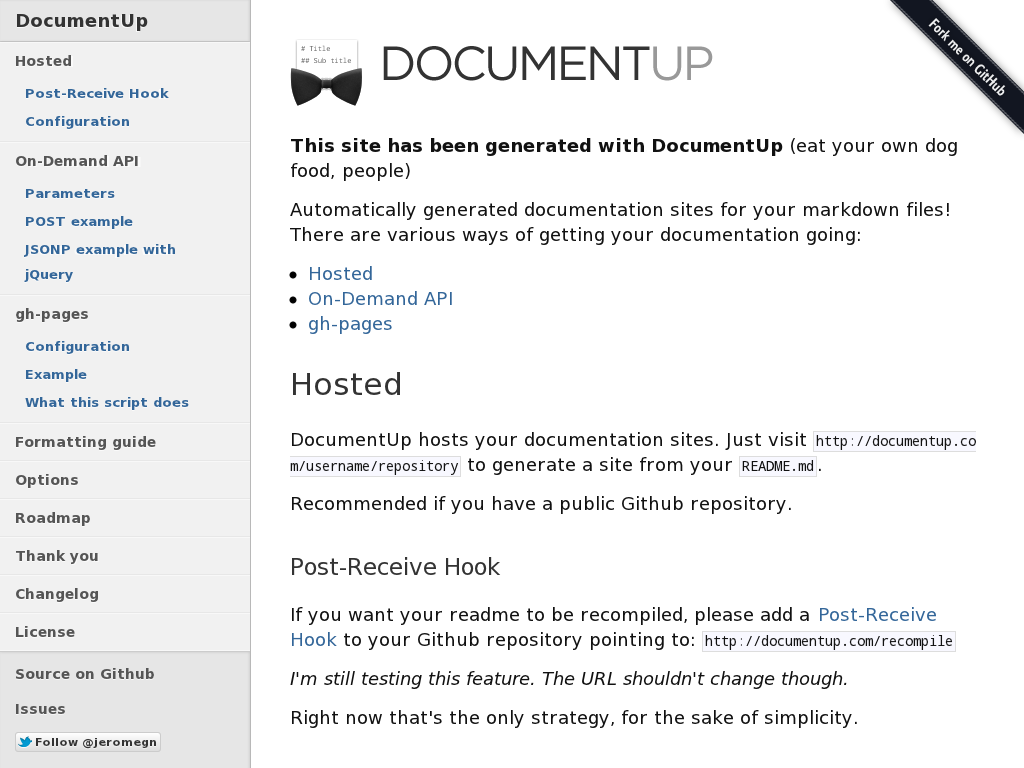 DocumentUp
Hosted
Post-Receive Hook
Configuration
On-Demand API
Parameters
POST example
JSONP example with
jQuery
gh-pages
Configuration
Example
What this script does
Formatting guide
Options
Roadmap
Thank you
Changelog
License
Source on Github
Issues
Follow @jeromegn
# Title
## Sub title
DOCUMENTUP
Fork me on GitHub
This site has been generated with DocumentUp (eat your own dog
food, people)
Automatically generated documentation sites for your markdown files!
There are various ways of getting your documentation going:
Hosted
On-Demand API
gh-pages
Hosted
DocumentUp hosts your documentation sites. Just visit http://documentup.co
m/username/repository to generate a site from your README.md.
Recommended if you have a public Github repository.
Post-Receive Hook
If you want your readme to be recompiled, please add a Post-Receive
Hook to your Github repository pointing to: http://documentup.com/recompile
I'm still testing this feature. The URL shouldn't change though.
Right now that's the only strategy, for the sake of simplicity.